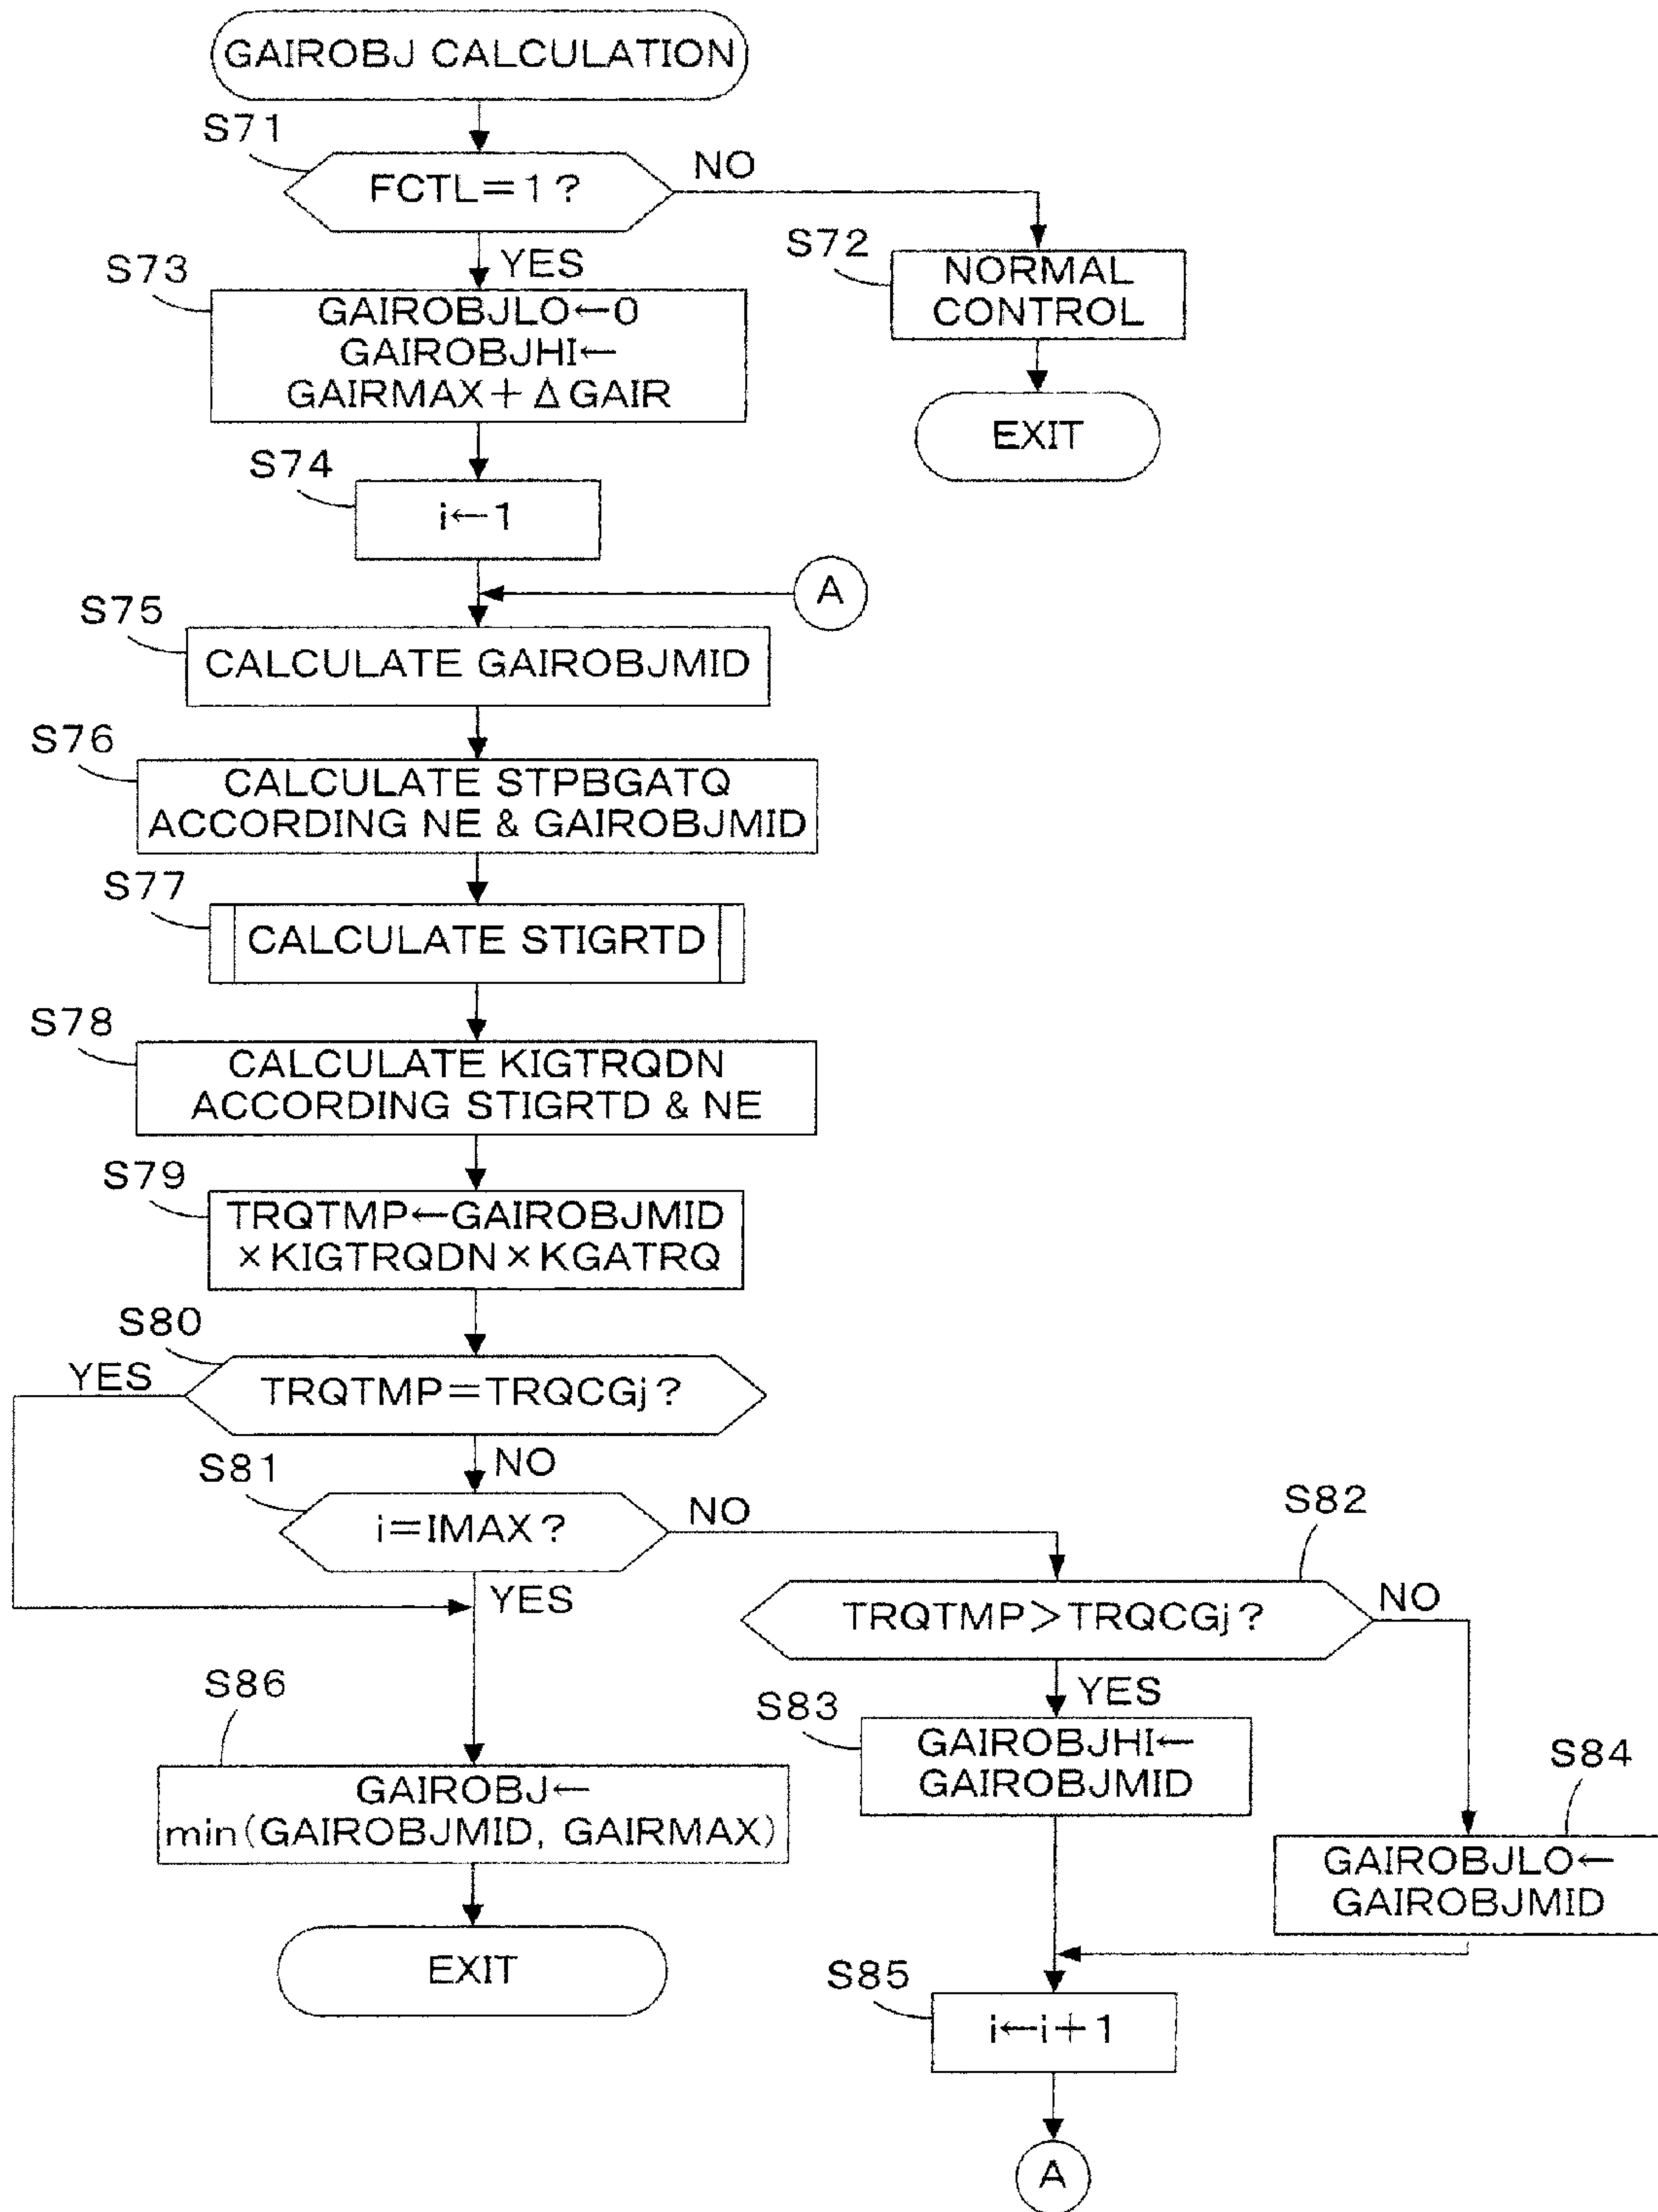 GAIROBJ CALCULATION
S71
FCTL=1?
NO
YES
S72
NORMAL
CONTROL
EXIT
S73
GAIROBJLO←0
GAIROBJHI←
GAIRMAX+ΔGAIR
S74
i←1
A
S75
CALCULATE GAIROBJMID
S76
CALCULATE STPBGATQ
ACCORDING NE & GAIROBJMID
S77
CALCULATE STIGRTD
S78
CALCULATE KIGTRQDN
ACCORDING STIGRTD & NE
S79
TRQTMP←GAIROBJMID
×KIGTRQDN×KGATRQ
S80
YES
TRQTMP=TRQCGj?
NO
S81
i=IMAX?
NO
YES
S82
TRQTMP>TRQCGj?
NO
YES
S83
GAIROBJHI←
GAIROBJMID
S84
GAIROBJLO←
GAIROBJMID
S86
GAIROBJ←
min(GAIROBJMID, GAIRMAX)
EXIT
S85
i←i+1
A